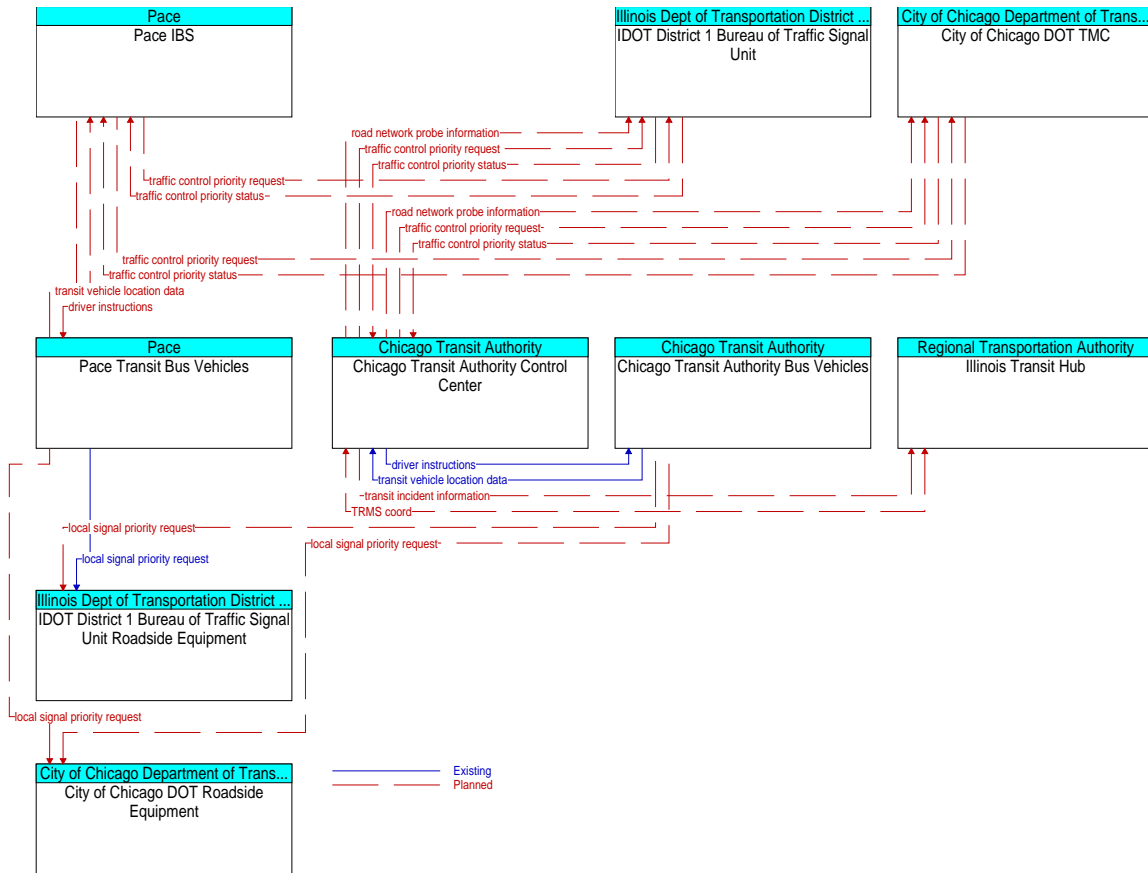 Pace
Pace IBS
Illinois Dept of Transportation District ...
IDOT District 1 Bureau of Traffic Signal
Unit
City of Chicago Department of Trans...
City of Chicago DOT TMC
road network probe information
traffic control priority request
traffic control priority status
traffic control priority request
traffic control priority status
road network probe information
traffic control priority request
traffic control priority status
traffic control priority request
traffic control priority status
transit vehicle location data
driver instructions
Pace
Pace Transit Bus Vehicles
Chicago Transit Authority
Chicago Transit Authority Control
Center
Chicago Transit Authority
Chicago Transit Authority Bus Vehicles
Regional Transportation Authority
Illinois Transit Hub
driver instructions
transit vehicle location data
transit incident information
TRMS coord
local signal priority request
local signal priority request
local signal priority request
Illinois Dept of Transportation District ...
IDOT District 1 Bureau of Traffic Signal
Unit Roadside Equipment
local signal priority request
City of Chicago Department of Trans...
City of Chicago DOT Roadside
Equipment
Existing
Planned